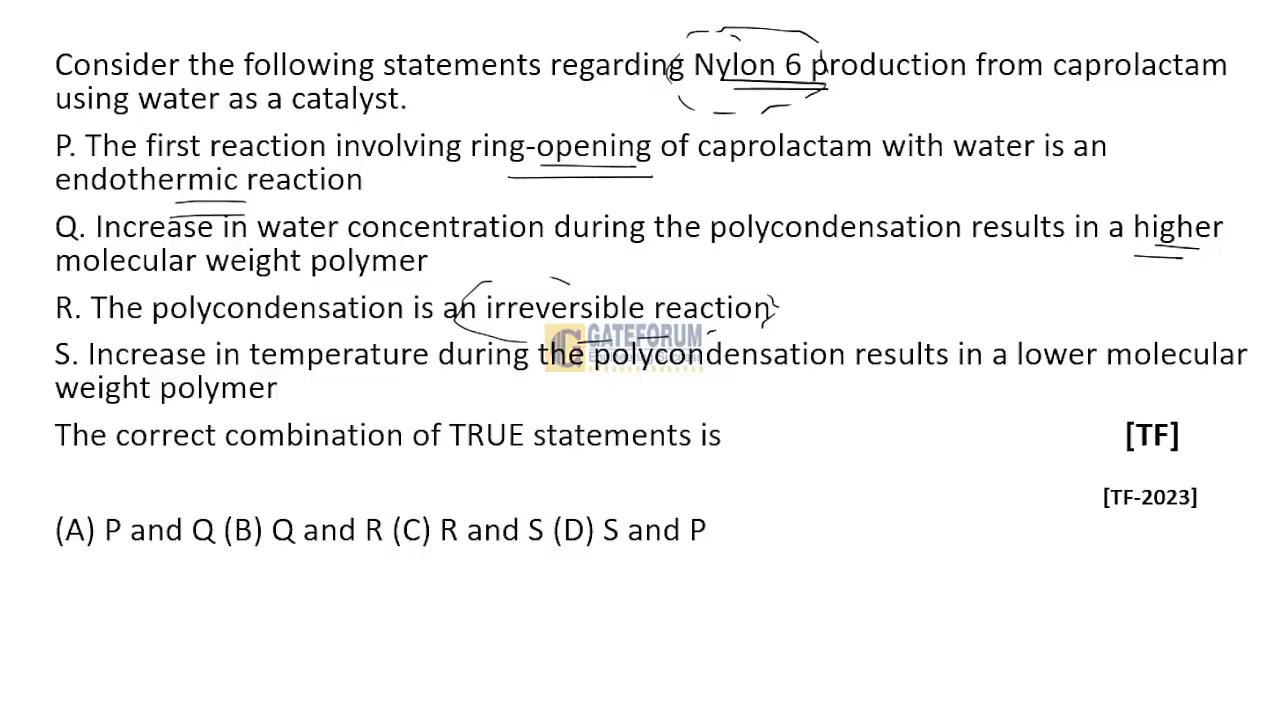 Consider the following statements regarding Nylon 6 production from caprolactam
using water as a catalyst.
P. The first reaction involving ring-opening of caprolactam with water is an
endothermic reaction
Q. Increase in water concentration during the polycondensation results in a higher
molecular weight polymer
R. The polycondensation is an irreversible reaction
GATEFORUM
S. Increase in temperature during the polycondensation results in a lower molecular
weight polymer
The correct combination of TRUE statements is [TF]
[TF-2023]
(A) P and Q (B) Q and R (C) R and S (D) S and P